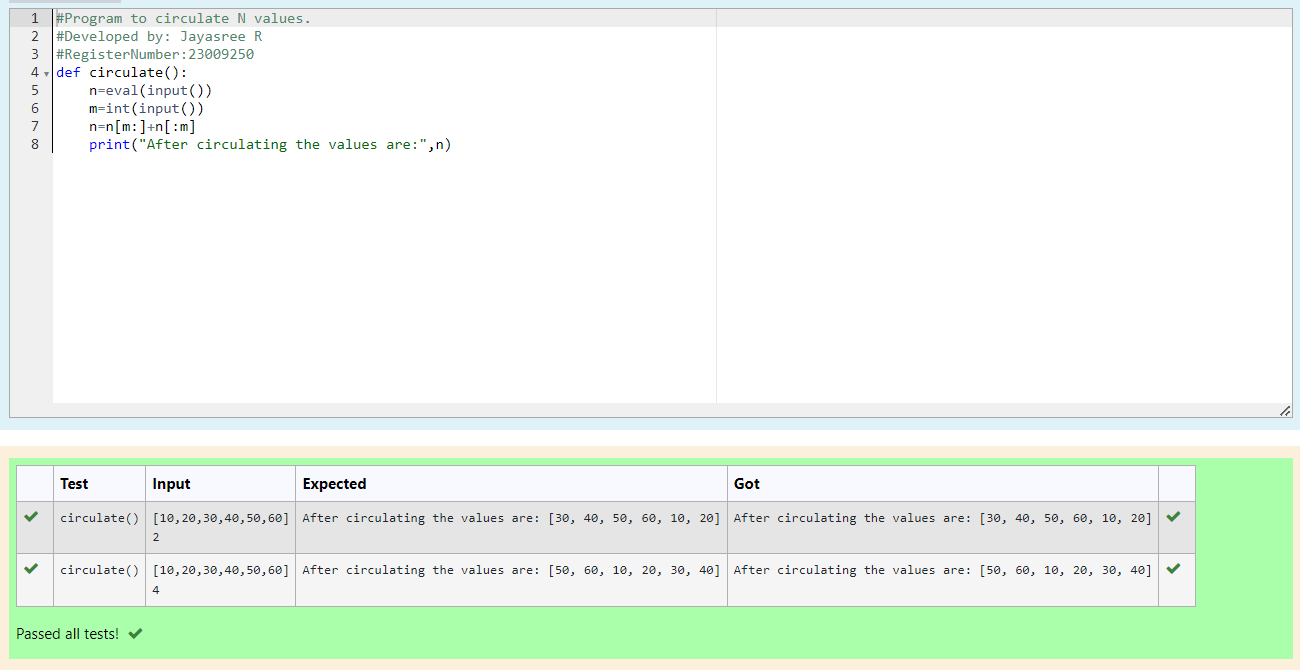 1 #Program to circulate N values.
2 #Developed by: Jayasree R
3 #RegisterNumber:23009250
4 def circulate():
5     n=eval(input())
6     m=int(input())
7     n=n[m:]+n[:m]
8     print("After circulating the values are:",n)
Test Input Expected Got
circulate() [10,20,30,40,50,60] After circulating the values are: [30, 40, 50, 60, 10, 20] After circulating the values are: [30, 40, 50, 60, 10, 20]
2
circulate() [10,20,30,40,50,60] After circulating the values are: [50, 60, 10, 20, 30, 40] After circulating the values are: [50, 60, 10, 20, 30, 40]
4
Passed all tests!